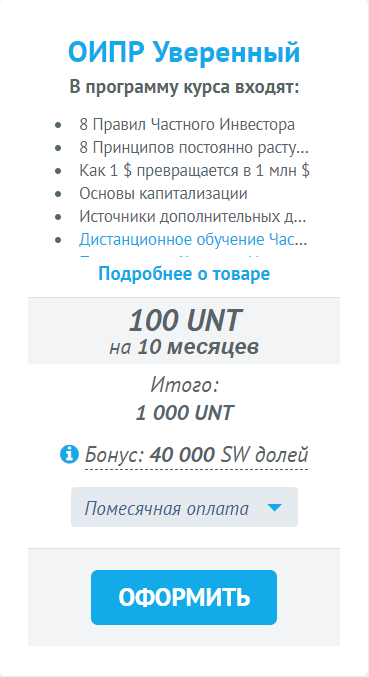 ОИПР Уверенный
В программу курса входят:
8 Правил Частного Инвестора
8 Принципов постоянно расту...
Как 1 $ превращается в 1 млн $
Основы капитализации
Источники дополнительных д...
Дистанционное обучение Час...
Подробнее о товаре
100 UNT
на 10 месяцев
Итого:
1 000 UNT
Бонус: 40 000 SW долей
Помесячная оплата
ОФОРМИТЬ